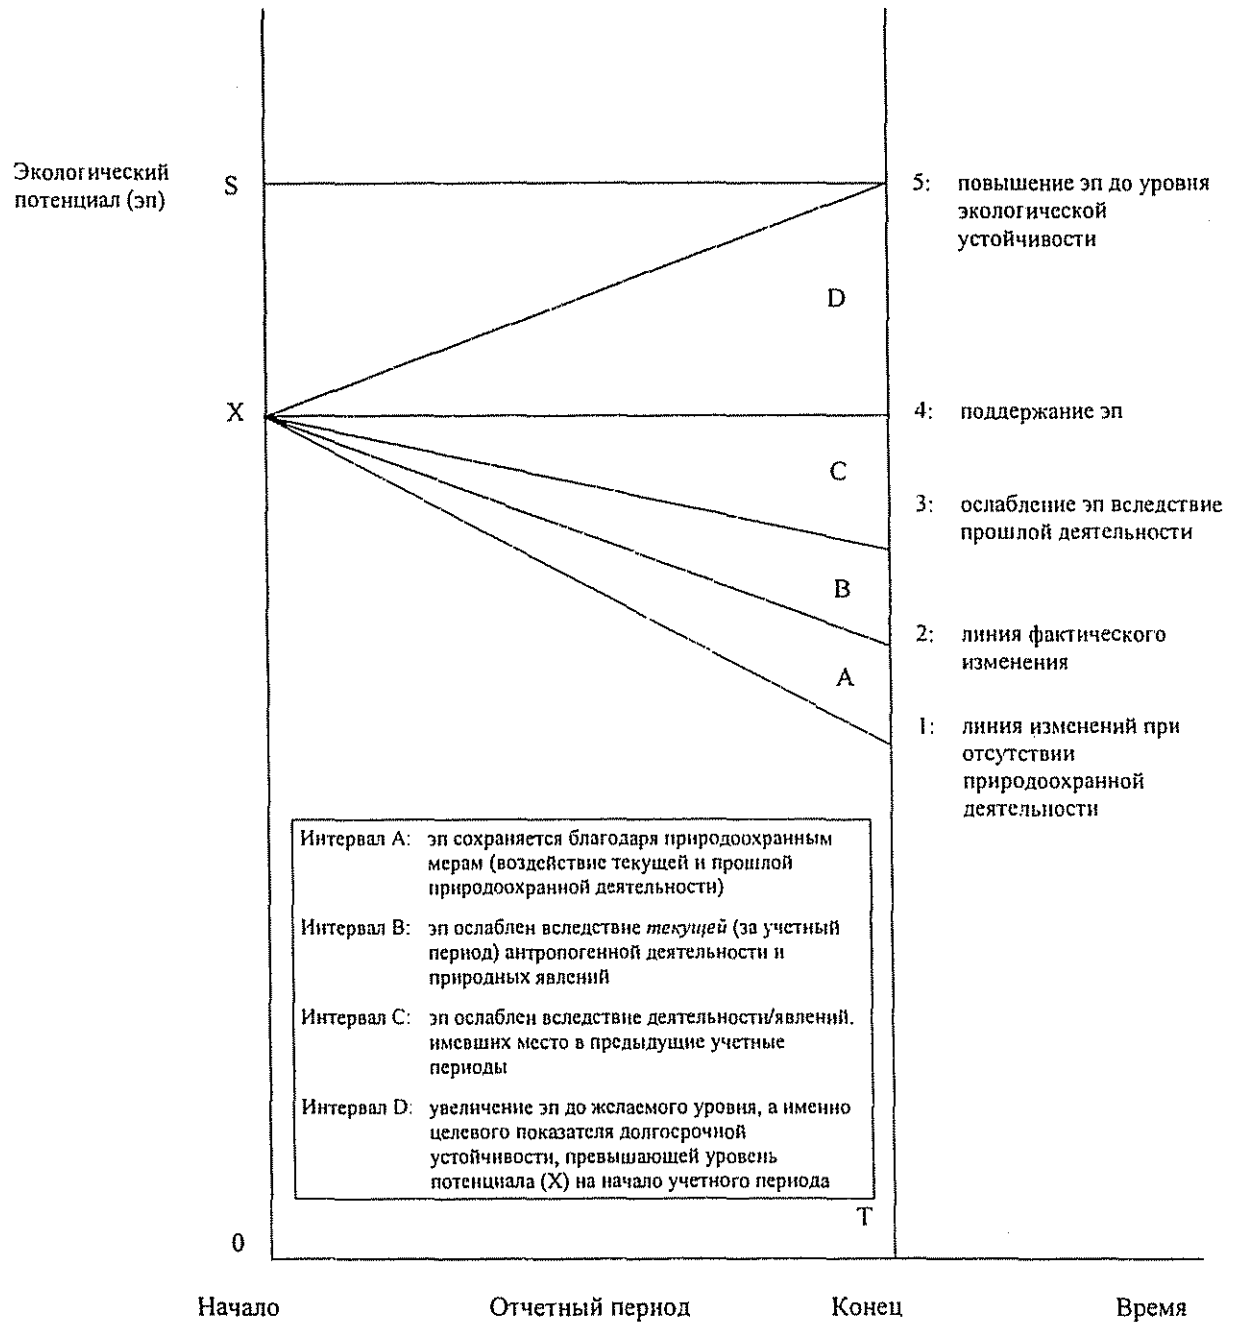 Экологический
потенциал (эп)
S
5: повышение эп до уровня
экологической
устойчивости
D
X
4: поддержание эп
C
3: ослабление эп вследствие
прошлой деятельности
B
2: линия фактического
изменения
A
1: линия изменений при
отсутствии
природоохранной
деятельности
Интервал A: эп сохраняется благодаря природоохранным
мерам (воздействие текущей и прошлой
природоохранной деятельности)
Интервал B: эп ослаблен вследствие текущей (за учетный
период) антропогенной деятельности и
природных явлений
Интервал C: эп ослаблен вследствие деятельности/явлений,
имевших место в предыдущие учетные
периоды
Интервал D: увеличение эп до желаемого уровня, а именно
целевого показателя долгосрочной
устойчивости, превышающей уровень
потенциала (X) на начало учетного периода
T
0
Начало Отчетный период Конец Время